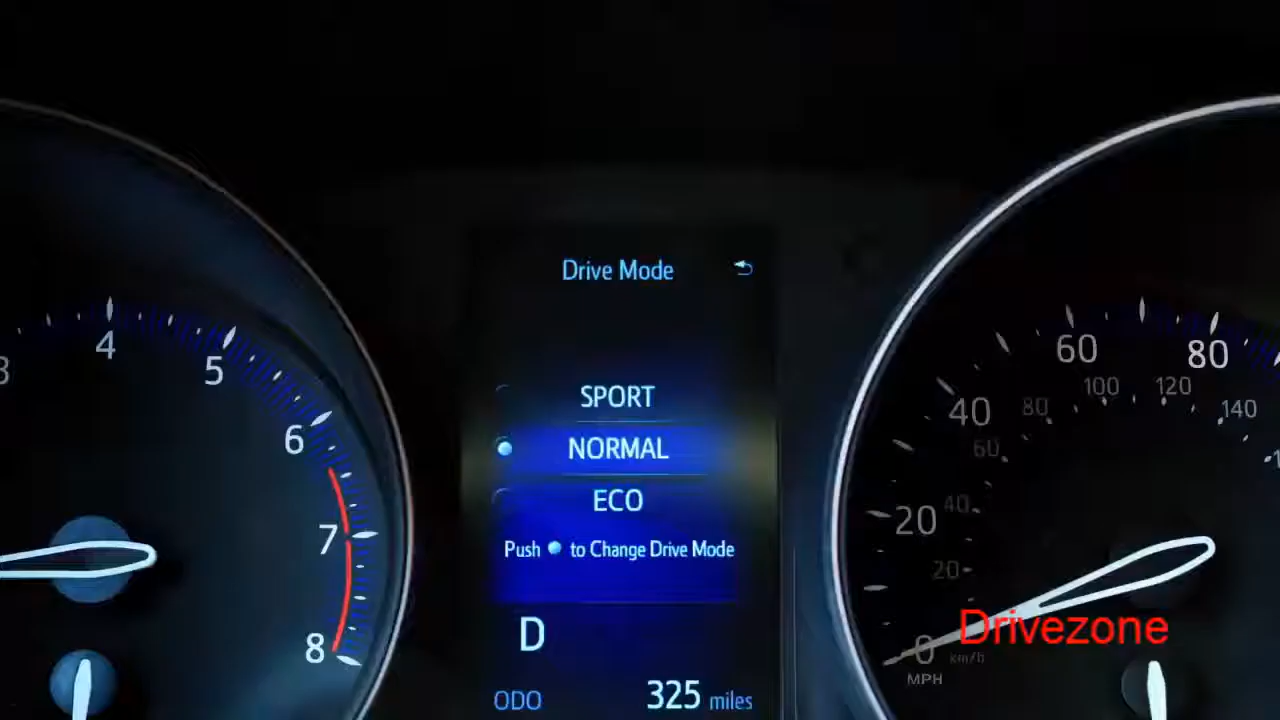 Drive Mode
SPORT
NORMAL
ECO
Push to Change Drive Mode
D
ODO 325 miles
4
5
6
7
8
0
20
40
60
80
20
40
60
80
100
120
140
km/h
MPH
Drivezone